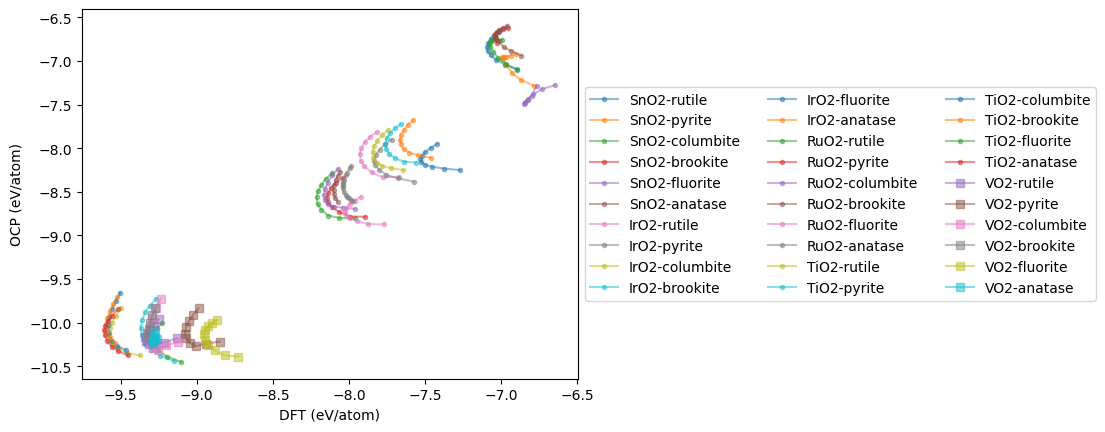 −6.5
−7.0
−7.5
−8.0
−8.5
−9.0
−9.5
−10.0
−10.5
OCP (eV/atom)
−9.5 −9.0 −8.5 −8.0 −7.5 −7.0 −6.5
DFT (eV/atom)
SnO2-rutile
SnO2-pyrite
SnO2-columbite
SnO2-brookite
SnO2-fluorite
SnO2-anatase
IrO2-rutile
IrO2-pyrite
IrO2-columbite
IrO2-brookite
IrO2-fluorite
IrO2-anatase
RuO2-rutile
RuO2-pyrite
RuO2-columbite
RuO2-brookite
RuO2-fluorite
RuO2-anatase
TiO2-rutile
TiO2-pyrite
TiO2-columbite
TiO2-brookite
TiO2-fluorite
TiO2-anatase
VO2-rutile
VO2-pyrite
VO2-columbite
VO2-brookite
VO2-fluorite
VO2-anatase